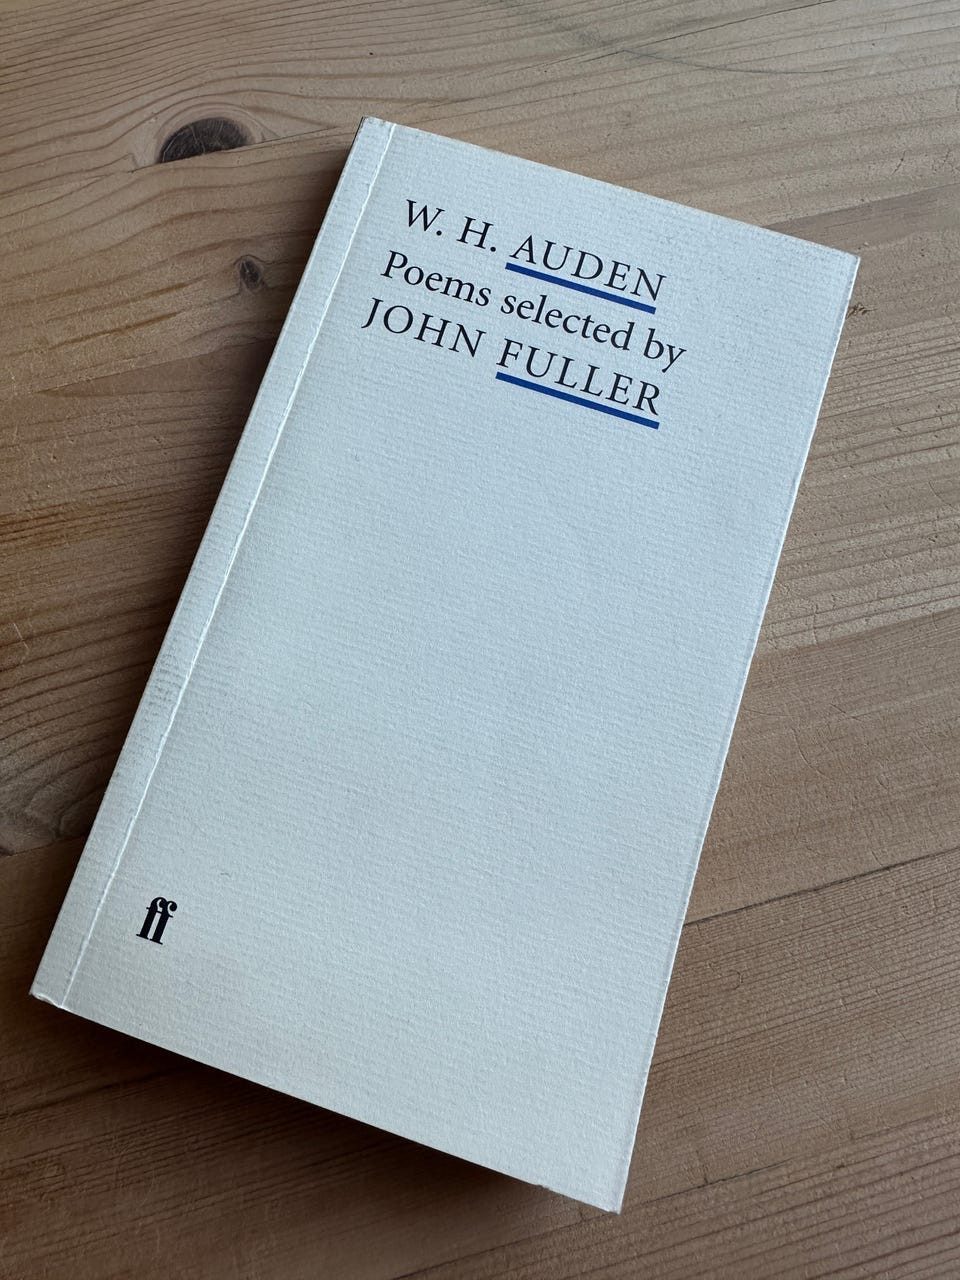 W. H. AUDEN
Poems selected by
JOHN FULLER
ff